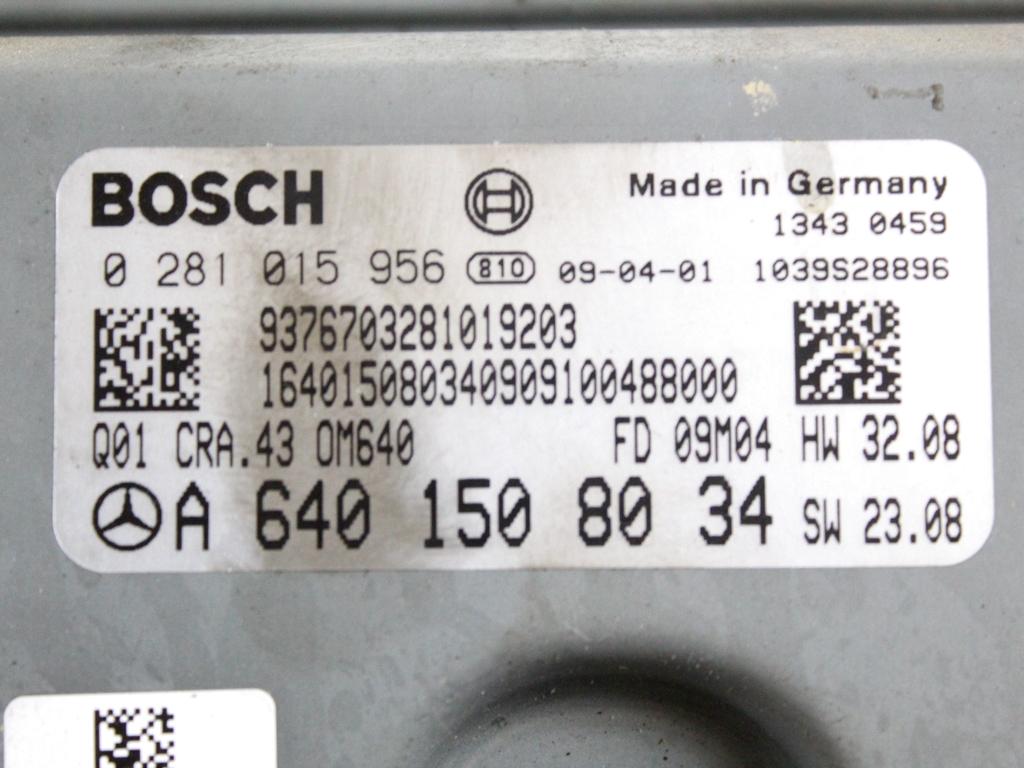 BOSCH Made in Germany
1343 0459
0 281 015 956 810 09-04-01 1039S28896
9376703281019203
164015080340909100488000
Q01 CRA.43 OM640 FD 09M04 HW 32.08
A 640 150 80 34 SW 23.08